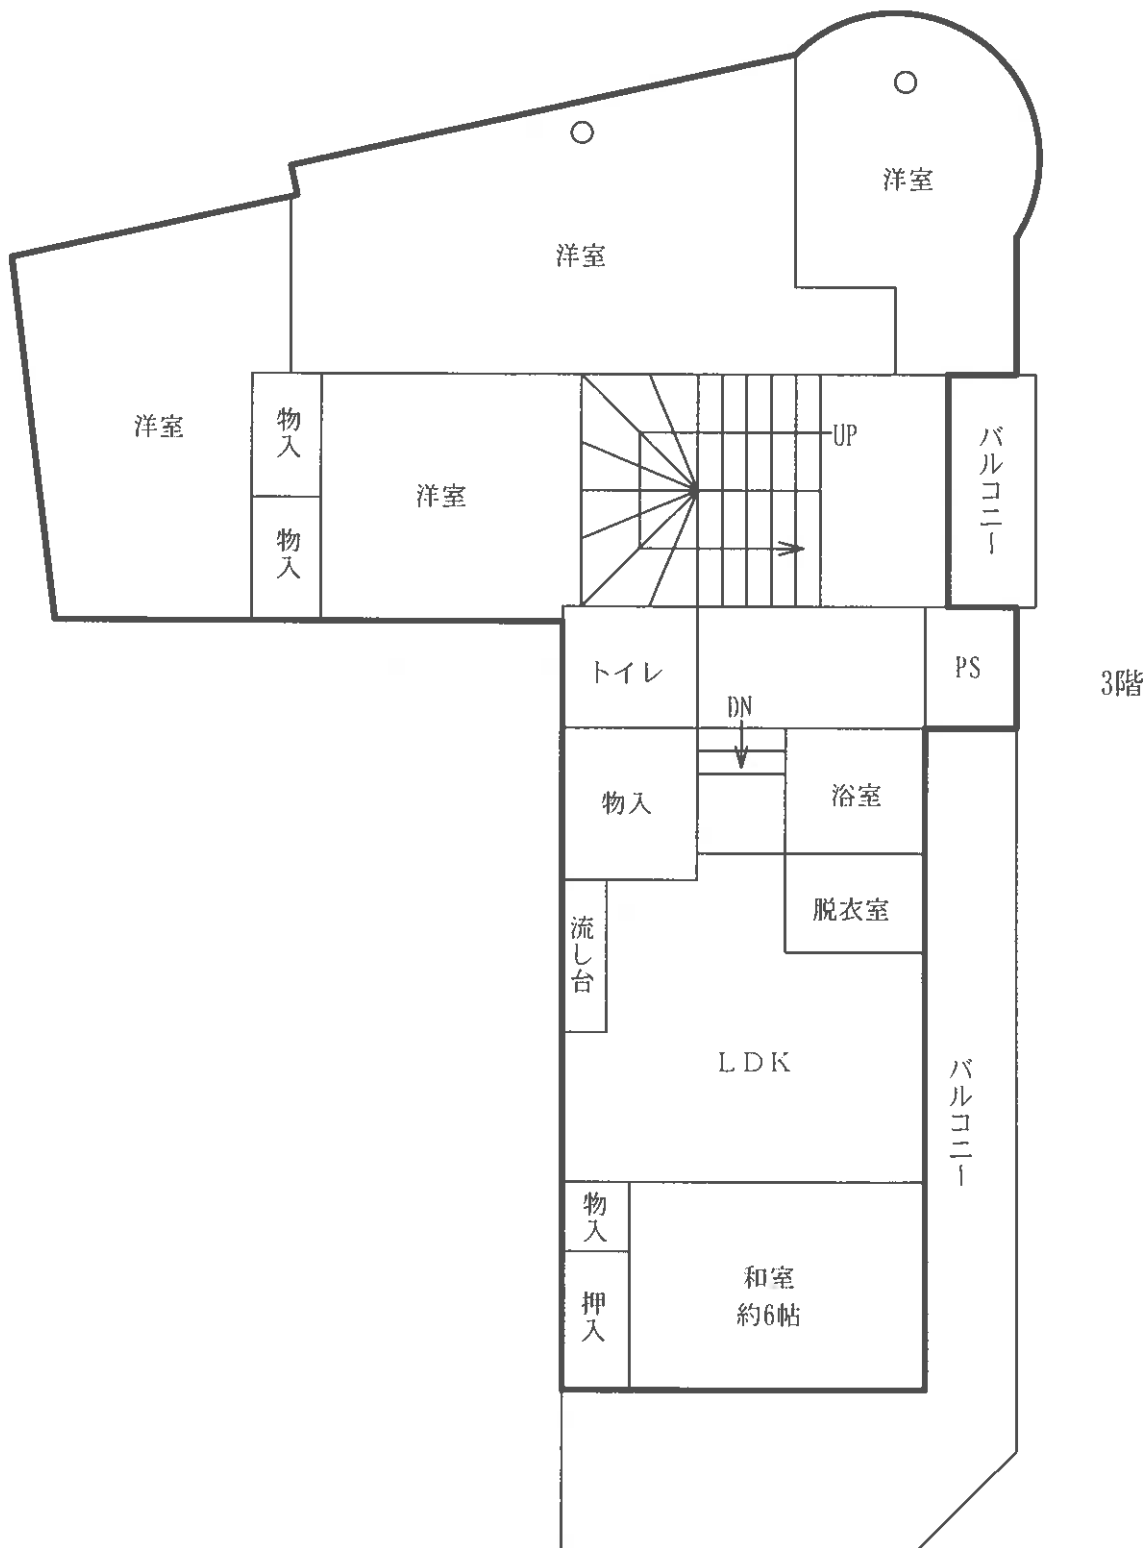 洋室
洋室
洋室
物入
物入
洋室
UP
バルコニー
トイレ
PS
3階
DN
物入
浴室
脱衣室
流し台
LDK
バルコニー
物入
押入
和室
約6帖